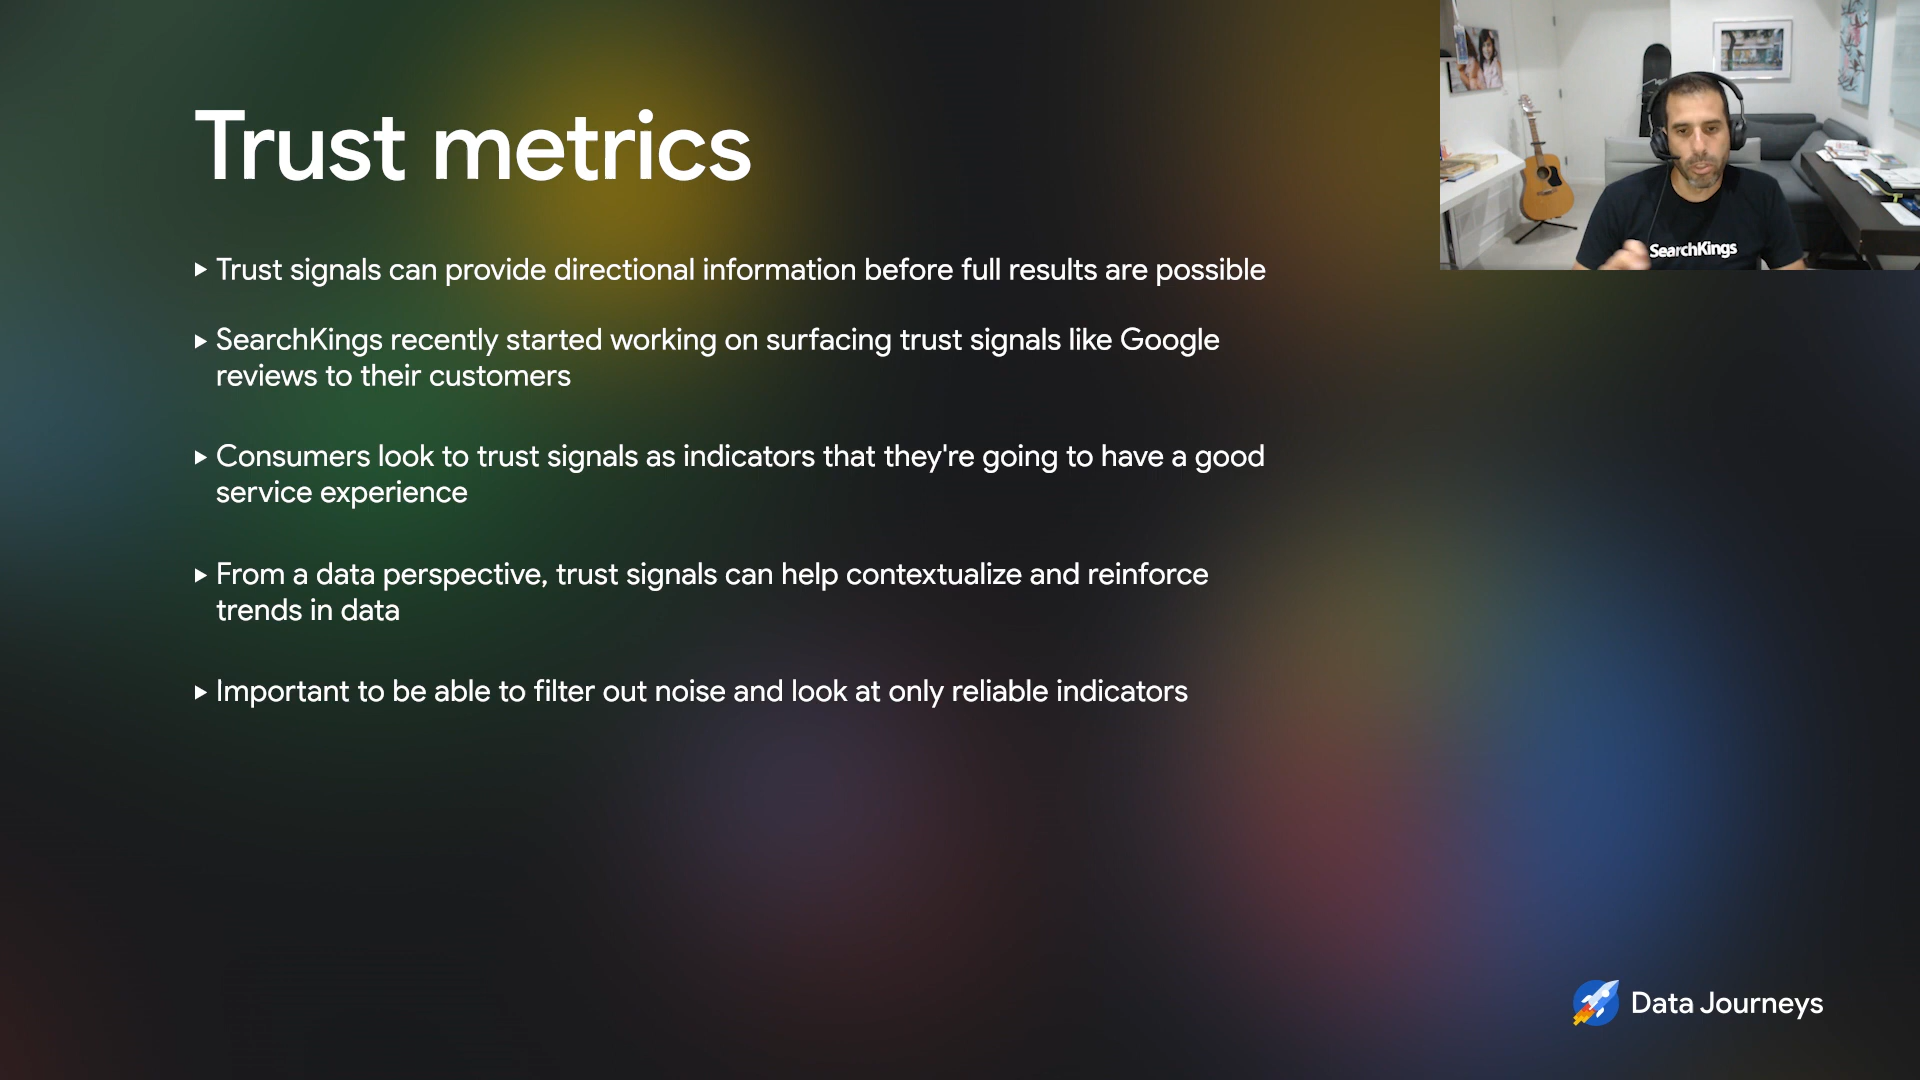 Trust metrics
Trust signals can provide directional information before full results are possible
SearchKings recently started working on surfacing trust signals like Google
reviews to their customers
Consumers look to trust signals as indicators that they're going to have a good
service experience
From a data perspective, trust signals can help contextualize and reinforce
trends in data
Important to be able to filter out noise and look at only reliable indicators
SearchKings
Data Journeys